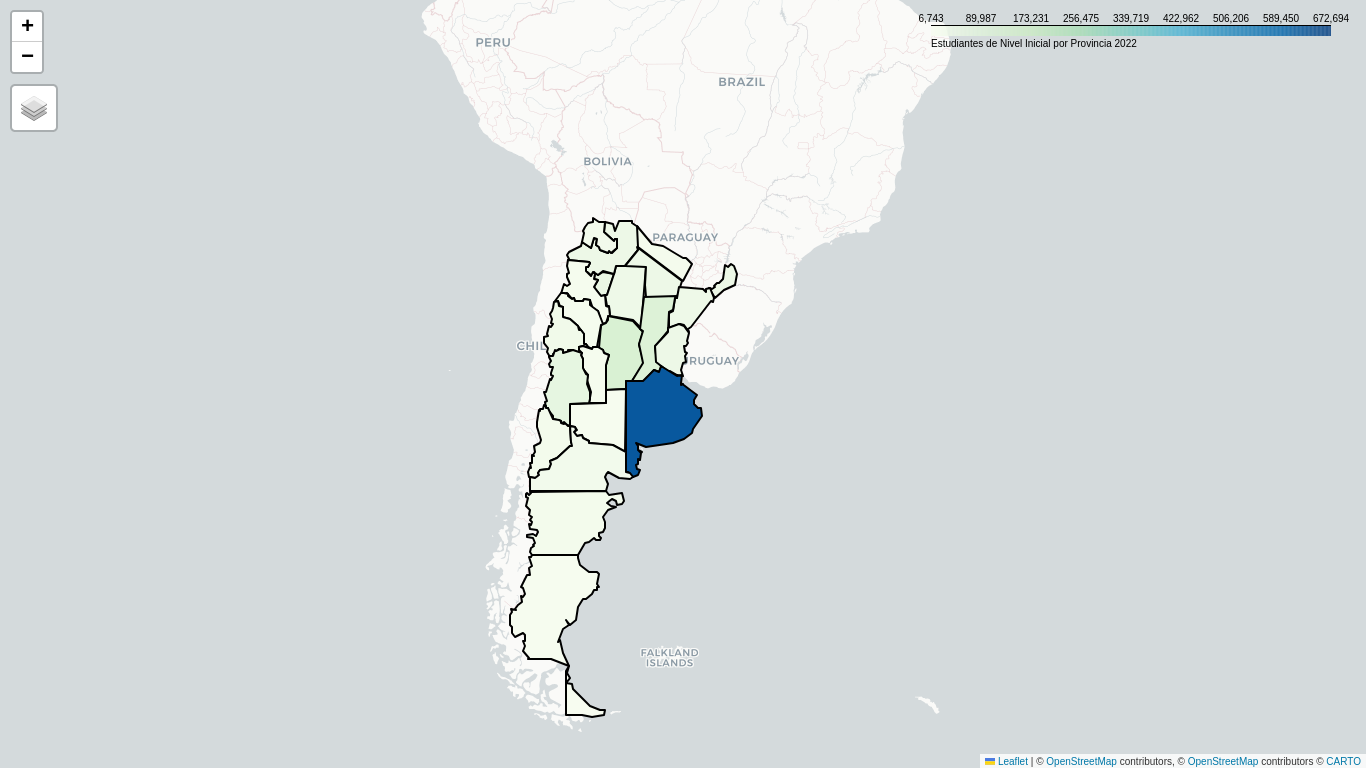 +
−
6,743 89,987 173,231 256,475 339,719 422,962 506,206 589,450 672,694
Estudiantes de Nivel Inicial por Provincia 2022
PERU
BRAZIL
BOLIVIA
PARAGUAY
CHIL
RUGUAY
FALKLAND
ISLANDS
Leaflet | © OpenStreetMap contributors, © OpenStreetMap contributors © CARTO